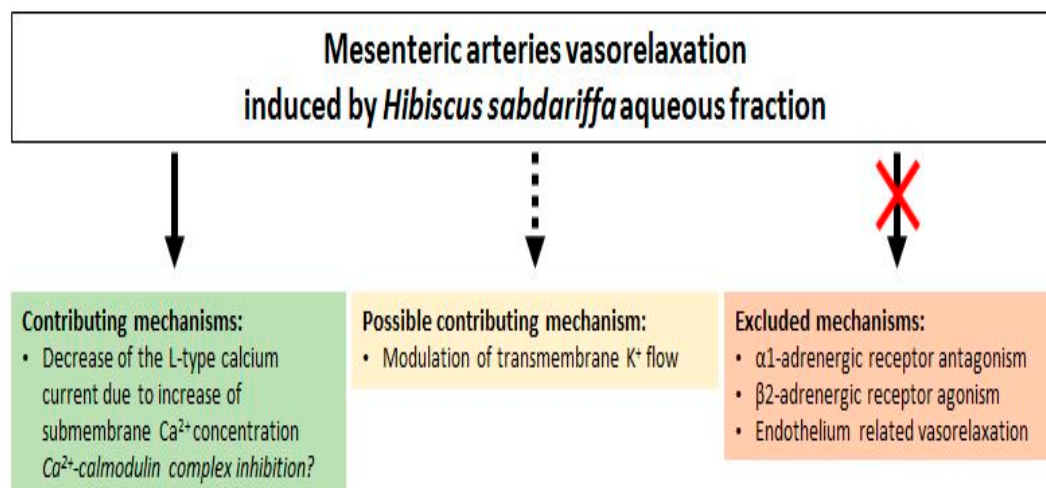 Mesenteric arteries vasorelaxation
induced by Hibiscus sabdariffa aqueous fraction
Contributing mechanisms:
• Decrease of the L-type calcium
current due to increase of
submembrane Ca²⁺ concentration
Ca²⁺-calmodulin complex inhibition?
Possible contributing mechanism:
• Modulation of transmembrane K⁺ flow
Excluded mechanisms:
• α1-adrenergic receptor antagonism
• β2-adrenergic receptor agonism
• Endothelium related vasorelaxation